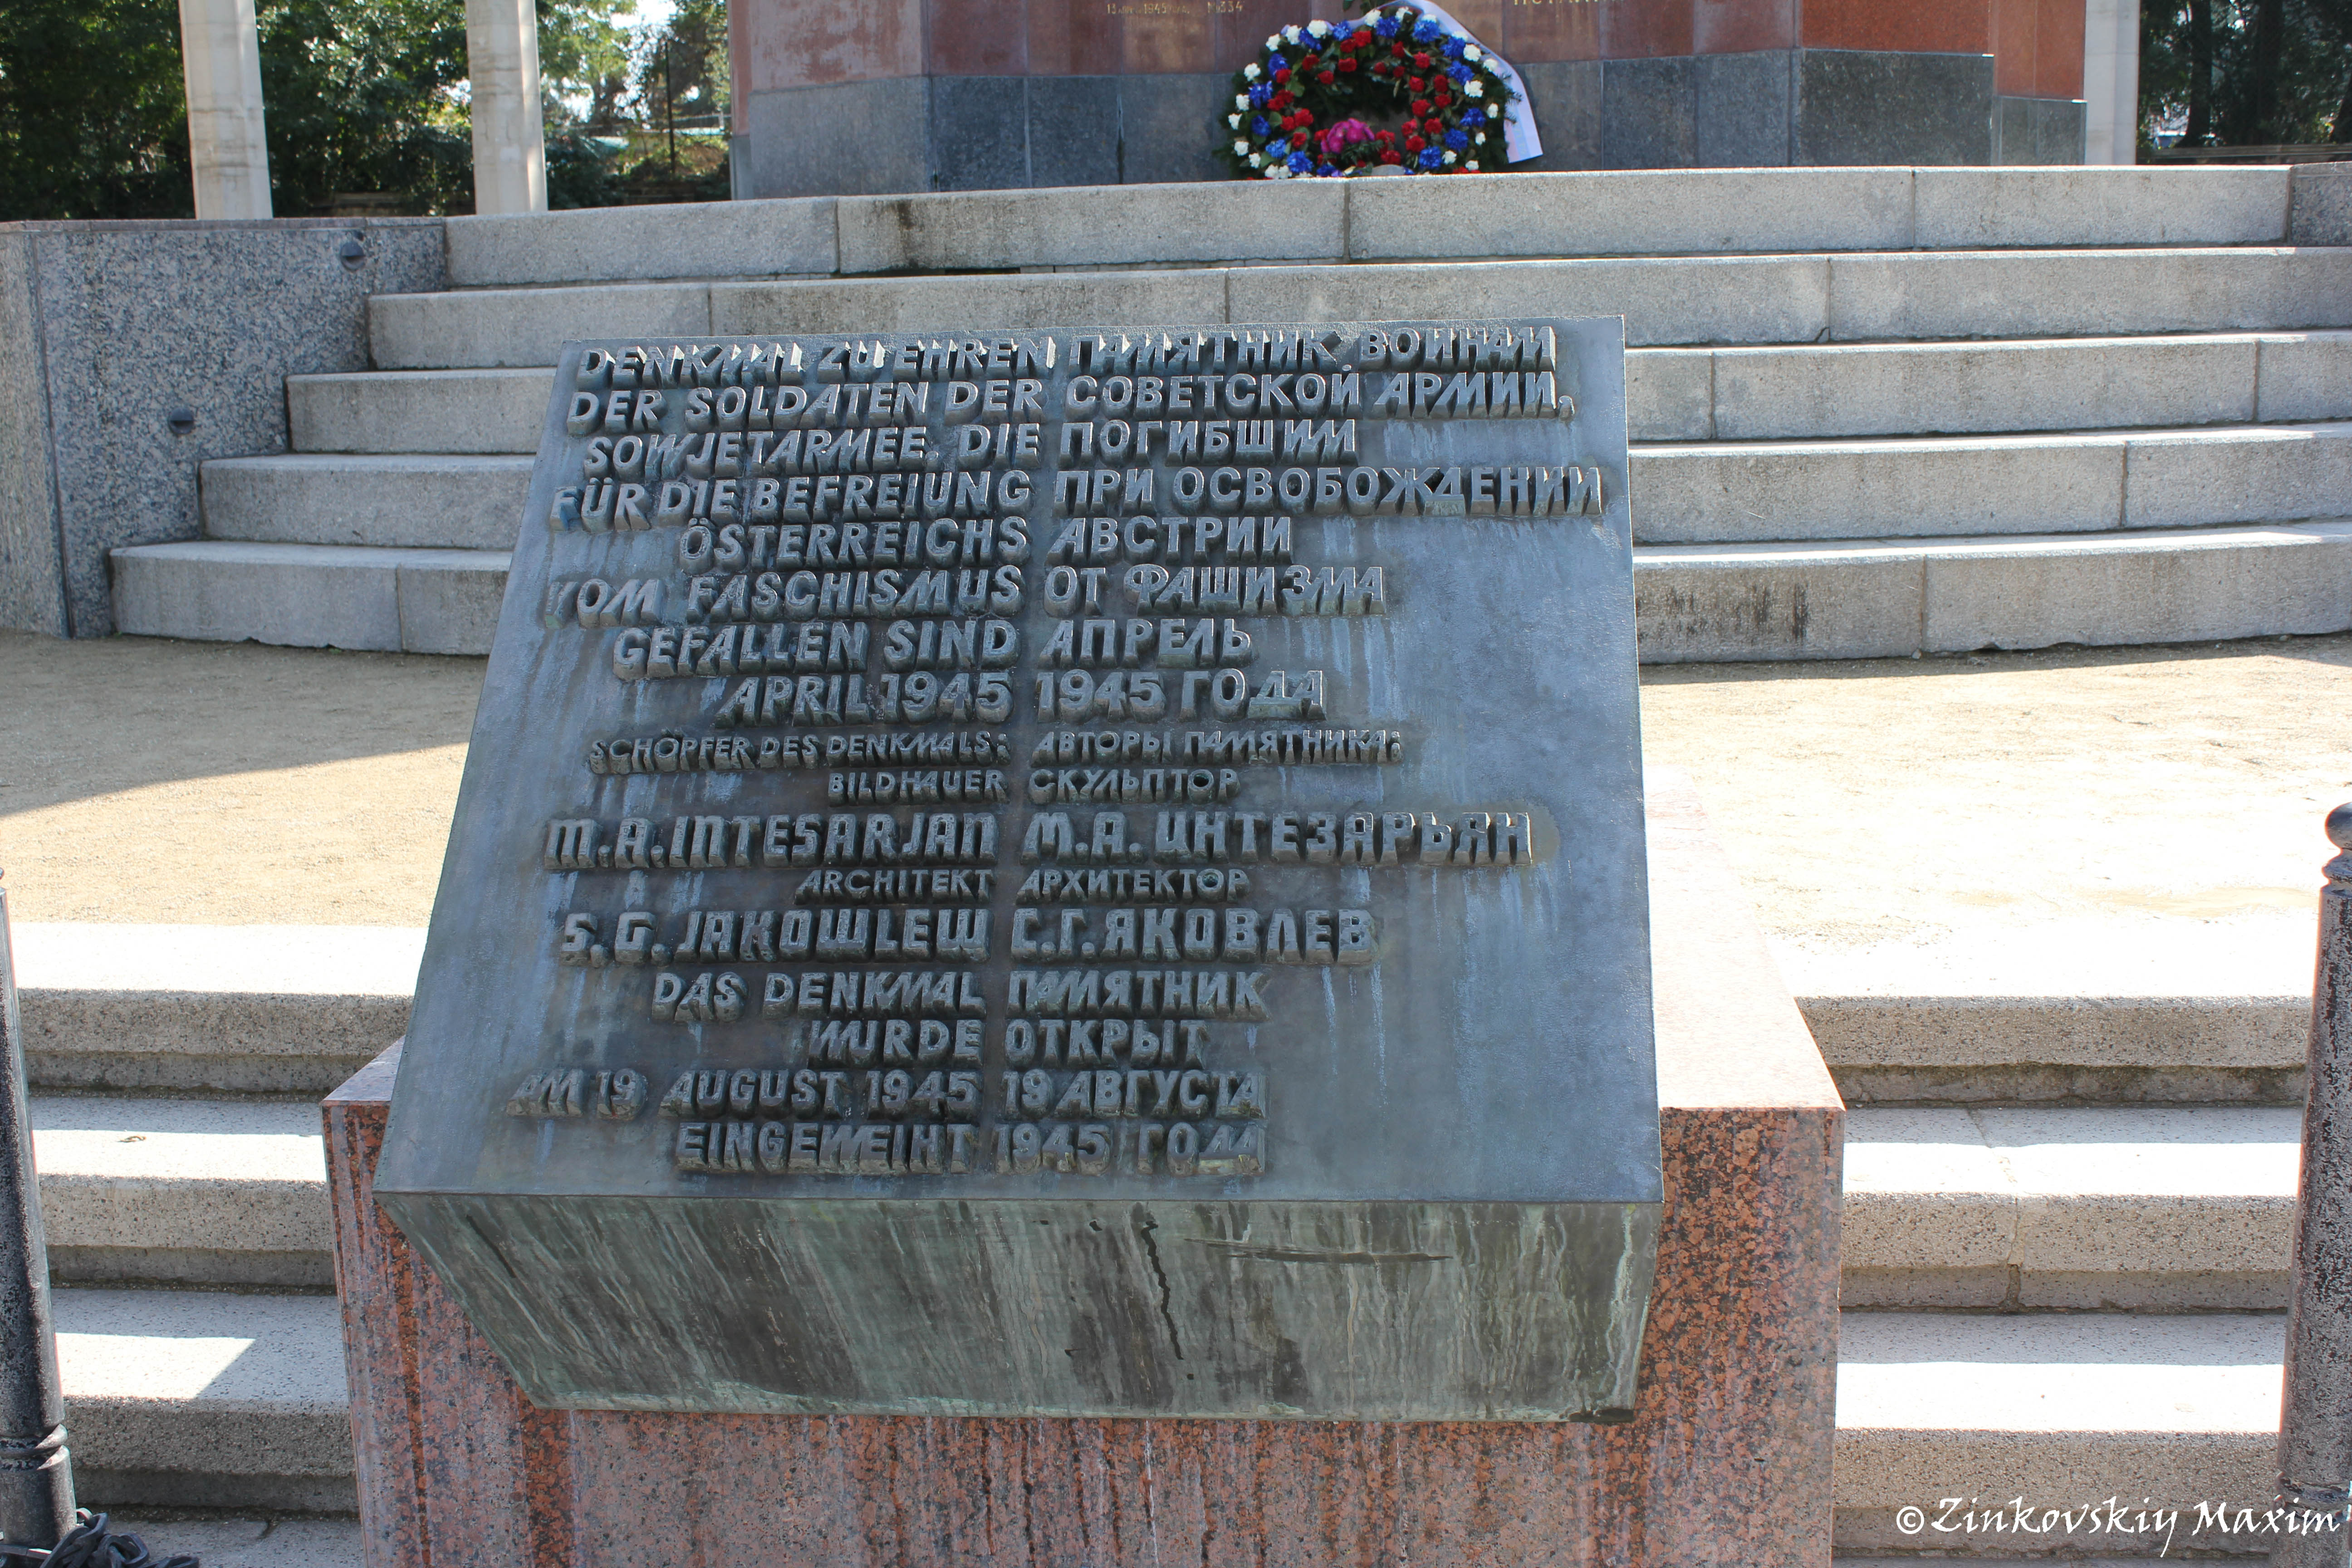 13 1945 №334
DENKMAL ZU EHREN
DER SOLDATEN DER
SOWJETARMEE. DIE
FÜR DIE BEFREIUNG
ÖSTERREICHS
VOM FASCHISMUS
GEFALLEN SIND
APRIL 1945
SCHÖPFER DES DENKMALS:
BILDHAUER
M.A.INTESARJAN
ARCHITEKT
S.G.JAKOWLEW
DAS DENKMAL
WURDE
AM 19 AUGUST 1945
EINGEWEIHT
ПАМЯТНИК ВОИНАМ
СОВЕТСКОЙ АРМИИ,
ПОГИБШИМ
ПРИ ОСВОБОЖДЕНИИ
АВСТРИИ
ОТ ФАШИЗМА
АПРЕЛЬ
1945 ГОДА
АВТОРЫ ПАМЯТНИКА:
СКУЛЬПТОР
М.А. ИНТЕЗАРЬЯН
АРХИТЕКТОР
С.Г. ЯКОВЛЕВ
ПАМЯТНИК
ОТКРЫТ
19 АВГУСТА
1945 ГОДА
©Zinkovskiy Maxim